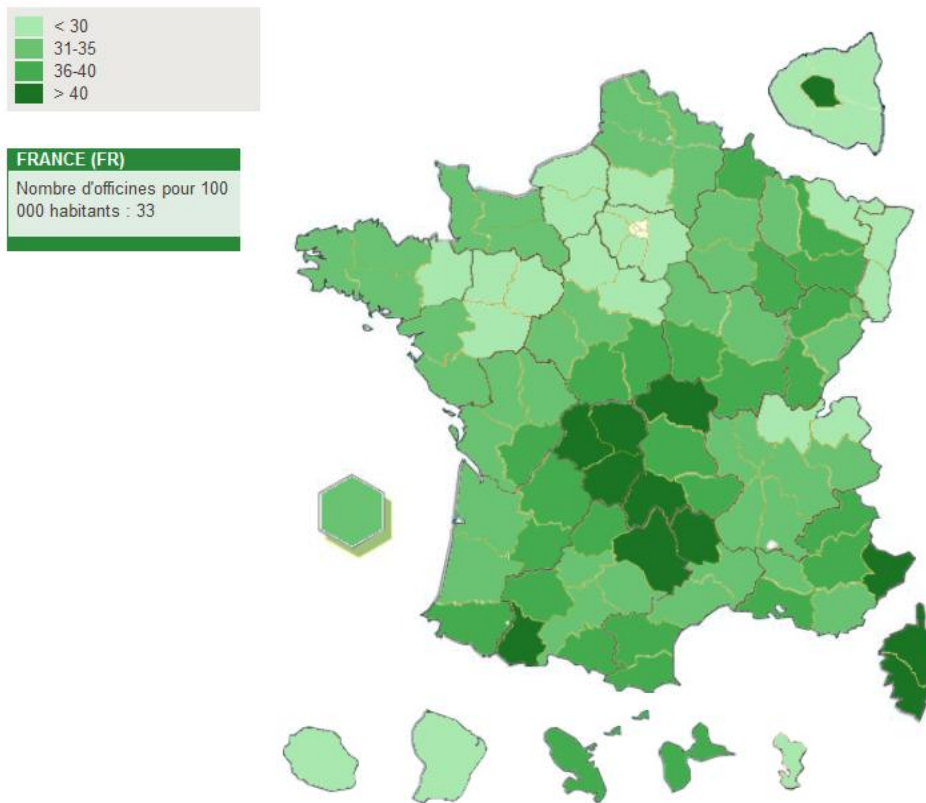 < 30
31-35
36-40
> 40
FRANCE (FR)
Nombre d'officines pour 100
000 habitants : 33